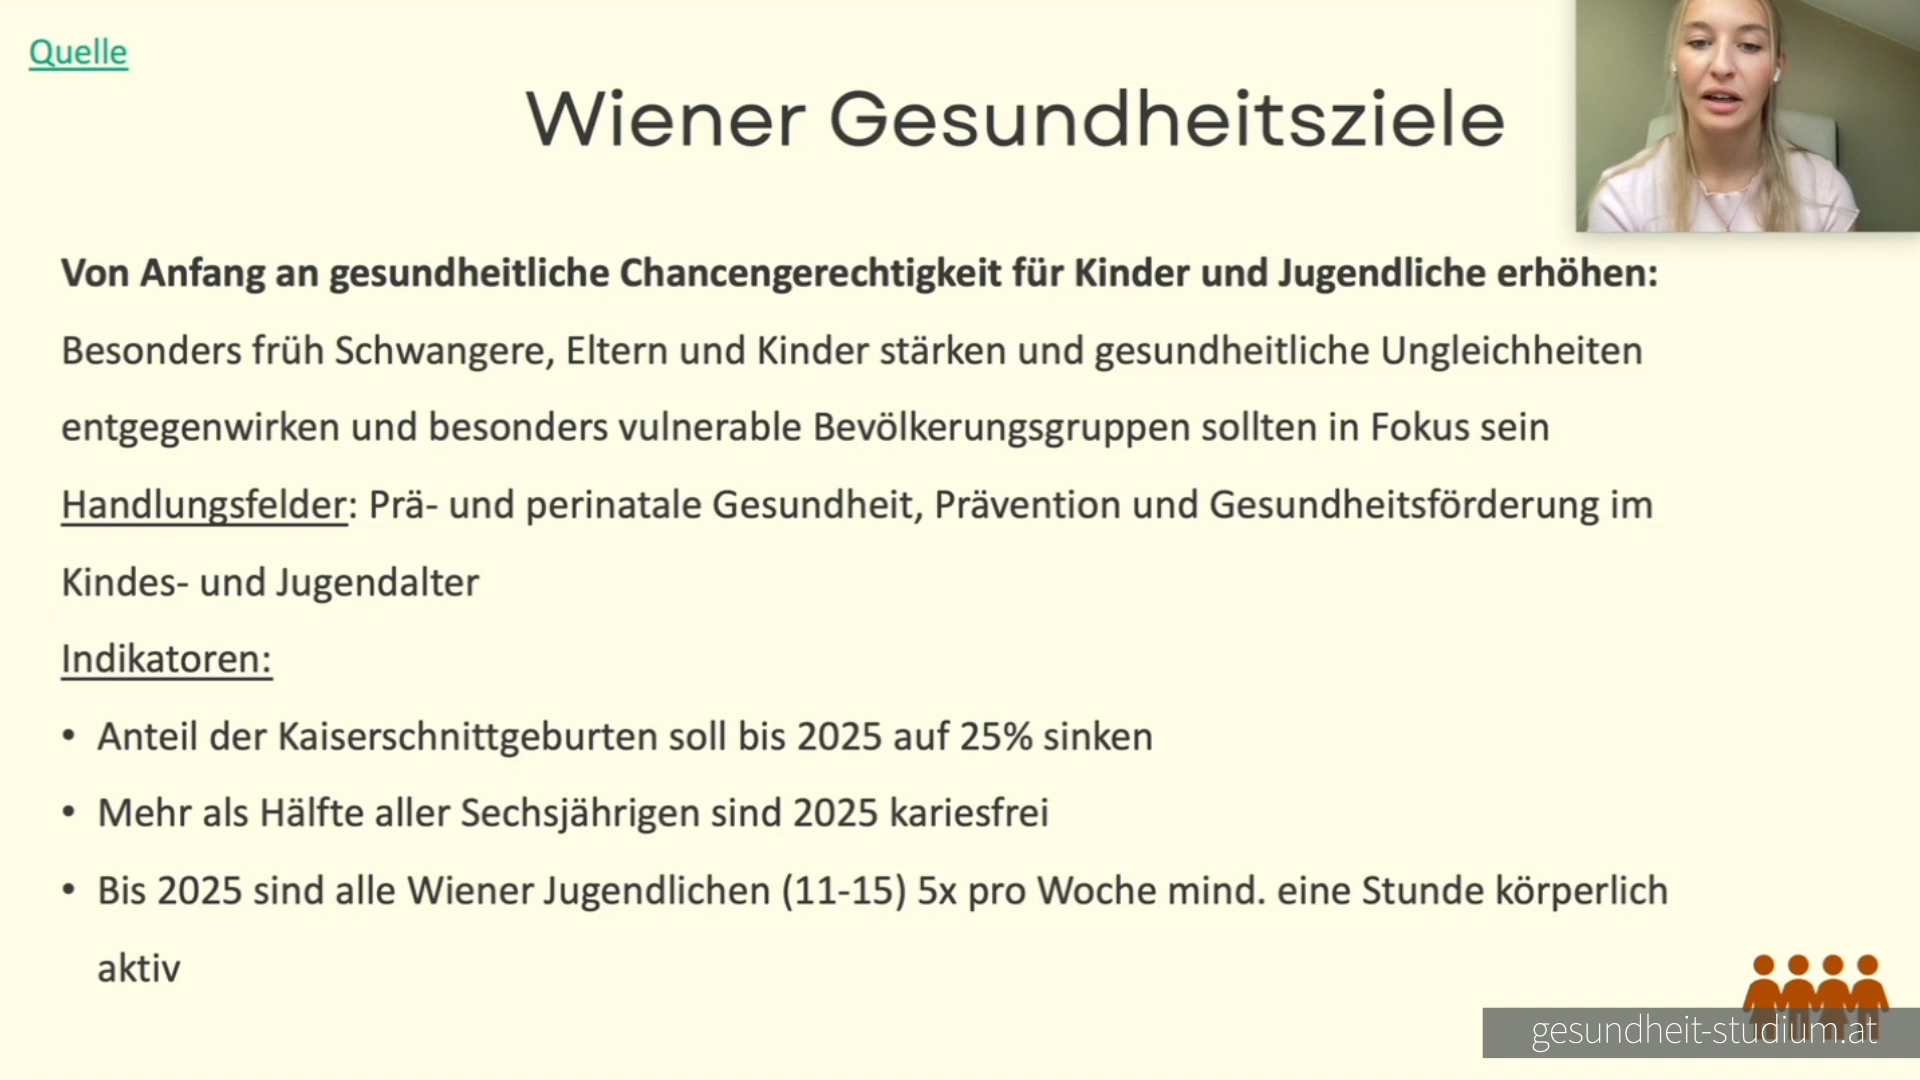 Quelle
Wiener Gesundheitsziele
Von Anfang an gesundheitliche Chancengerechtigkeit für Kinder und Jugendliche erhöhen:
Besonders früh Schwangere, Eltern und Kinder stärken und gesundheitliche Ungleichheiten
entgegenwirken und besonders vulnerable Bevölkerungsgruppen sollten in Fokus sein
Handlungsfelder: Prä- und perinatale Gesundheit, Prävention und Gesundheitsförderung im
Kindes- und Jugendalter
Indikatoren:
• Anteil der Kaiserschnittgeburten soll bis 2025 auf 25% sinken
• Mehr als Hälfte aller Sechsjährigen sind 2025 kariesfrei
• Bis 2025 sind alle Wiener Jugendlichen (11-15) 5x pro Woche mind. eine Stunde körperlich
aktiv
gesundheit-studium.at